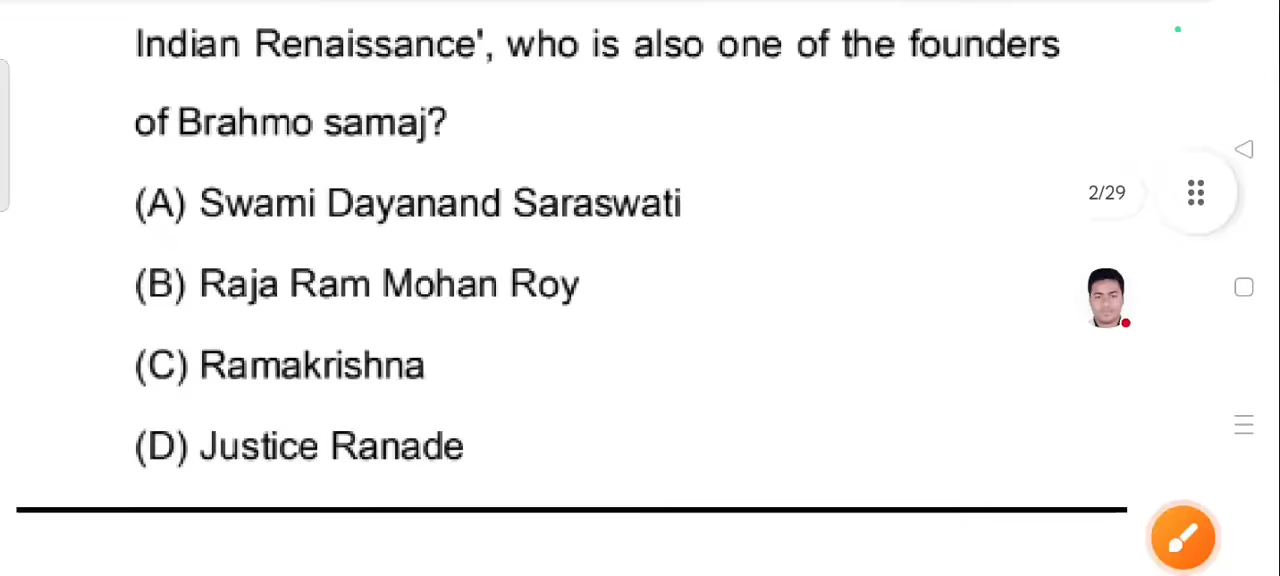 Indian Renaissance', who is also one of the founders
of Brahmo samaj?
(A) Swami Dayanand Saraswati
2/29
(B) Raja Ram Mohan Roy
(C) Ramakrishna
(D) Justice Ranade